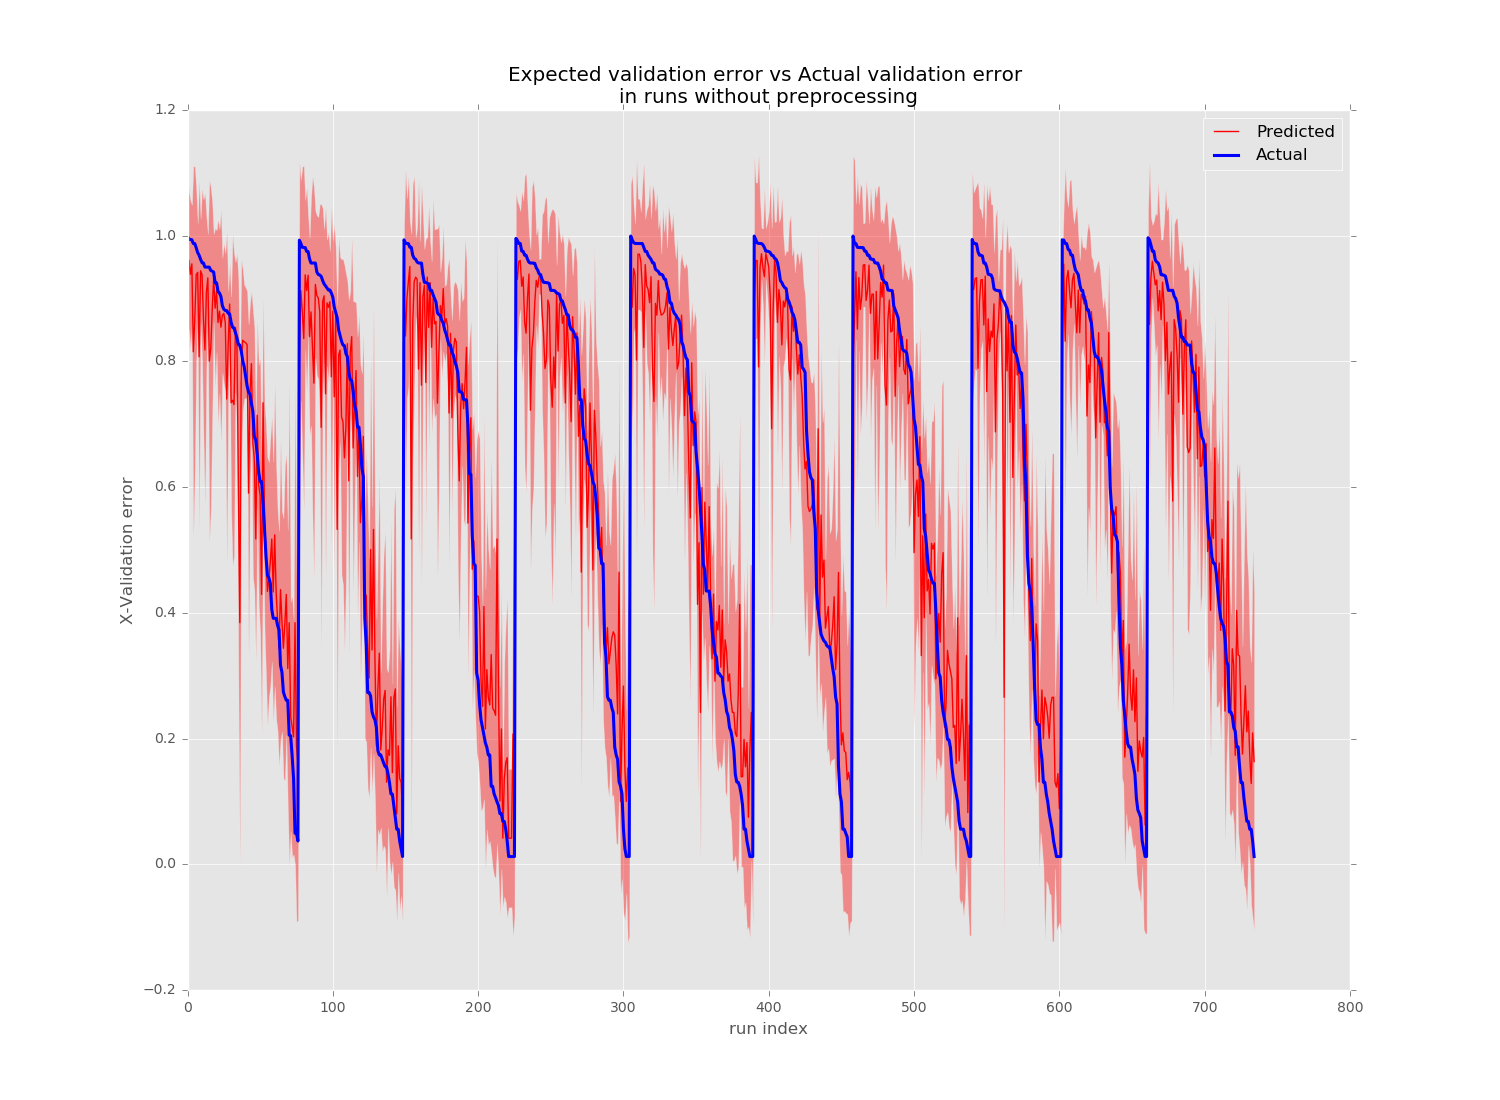 Expected validation error vs Actual validation error
in runs without preprocessing
Predicted
Actual
X-Validation error
1.2
1.0
0.8
0.6
0.4
0.2
0.0
−0.2
0 100 200 300 400 500 600 700 800
run index